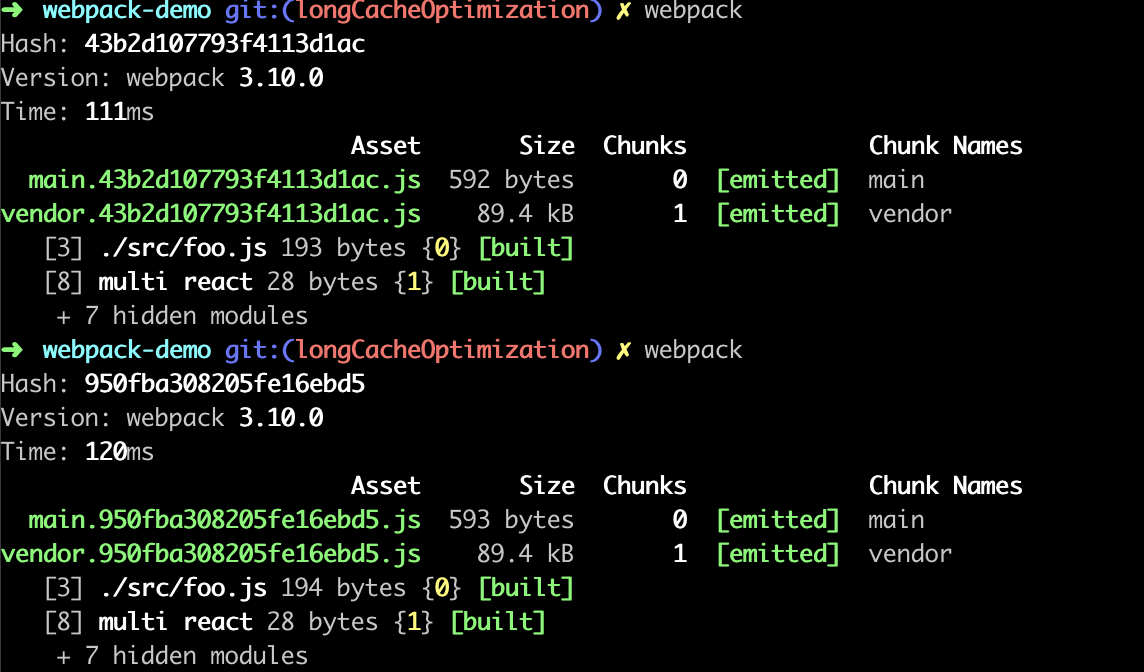 ➜ webpack-demo git:(longCacheOptimization) ✗ webpack
Hash: 43b2d107793f4113d1ac
Version: webpack 3.10.0
Time: 111ms
Asset Size Chunks Chunk Names
main.43b2d107793f4113d1ac.js 592 bytes 0 [emitted] main
vendor.43b2d107793f4113d1ac.js 89.4 kB 1 [emitted] vendor
[3] ./src/foo.js 193 bytes {0} [built]
[8] multi react 28 bytes {1} [built]
+ 7 hidden modules
➜ webpack-demo git:(longCacheOptimization) ✗ webpack
Hash: 950fba308205fe16ebd5
Version: webpack 3.10.0
Time: 120ms
Asset Size Chunks Chunk Names
main.950fba308205fe16ebd5.js 593 bytes 0 [emitted] main
vendor.950fba308205fe16ebd5.js 89.4 kB 1 [emitted] vendor
[3] ./src/foo.js 194 bytes {0} [built]
[8] multi react 28 bytes {1} [built]
+ 7 hidden modules